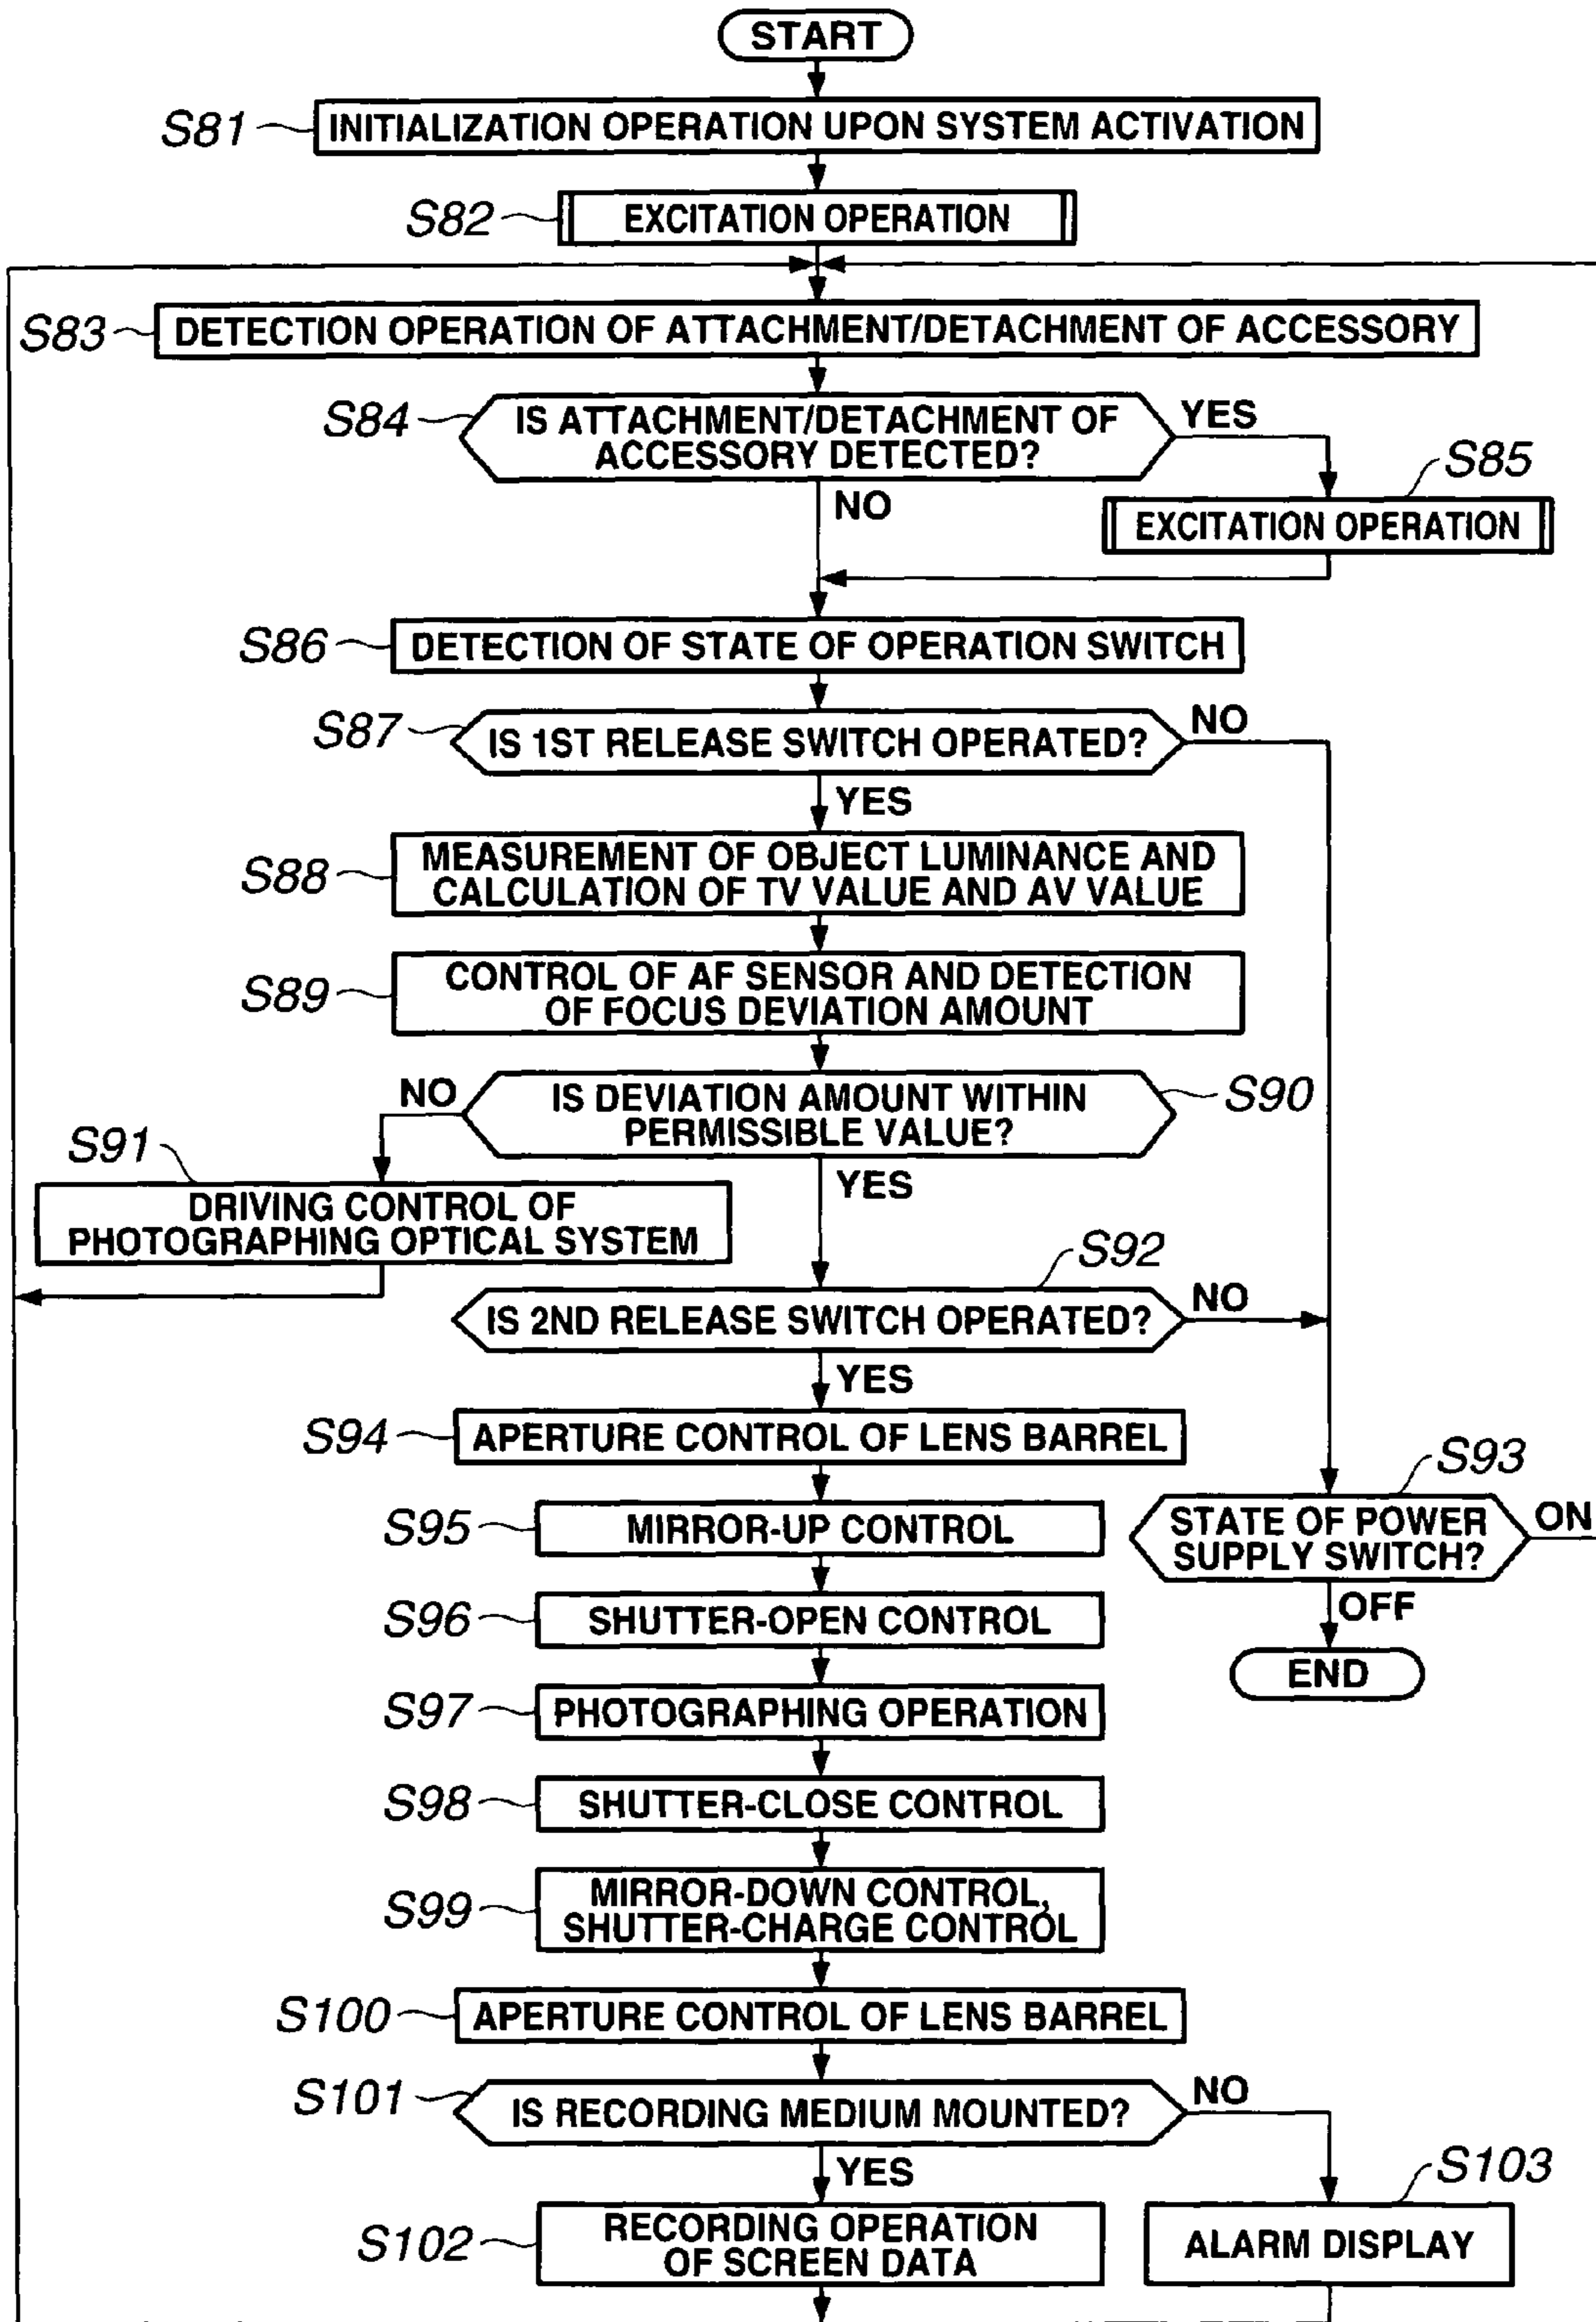 START
S81
INITIALIZATION OPERATION UPON SYSTEM ACTIVATION
S82
EXCITATION OPERATION
S83
DETECTION OPERATION OF ATTACHMENT/DETACHMENT OF ACCESSORY
S84
IS ATTACHMENT/DETACHMENT OF
ACCESSORY DETECTED?
YES
NO
S85
EXCITATION OPERATION
S86
DETECTION OF STATE OF OPERATION SWITCH
S87
IS 1ST RELEASE SWITCH OPERATED?
NO
YES
S88
MEASUREMENT OF OBJECT LUMINANCE AND
CALCULATION OF TV VALUE AND AV VALUE
S89
CONTROL OF AF SENSOR AND DETECTION
OF FOCUS DEVIATION AMOUNT
NO
IS DEVIATION AMOUNT WITHIN
PERMISSIBLE VALUE?
S90
YES
S91
DRIVING CONTROL OF
PHOTOGRAPHING OPTICAL SYSTEM
S92
IS 2ND RELEASE SWITCH OPERATED?
NO
YES
S94
APERTURE CONTROL OF LENS BARREL
S93
STATE OF POWER
SUPPLY SWITCH?
ON
OFF
END
S95
MIRROR-UP CONTROL
S96
SHUTTER-OPEN CONTROL
S97
PHOTOGRAPHING OPERATION
S98
SHUTTER-CLOSE CONTROL
S99
MIRROR-DOWN CONTROL,
SHUTTER-CHARGE CONTROL
S100
APERTURE CONTROL OF LENS BARREL
S101
IS RECORDING MEDIUM MOUNTED?
NO
YES
S102
RECORDING OPERATION
OF SCREEN DATA
S103
ALARM DISPLAY